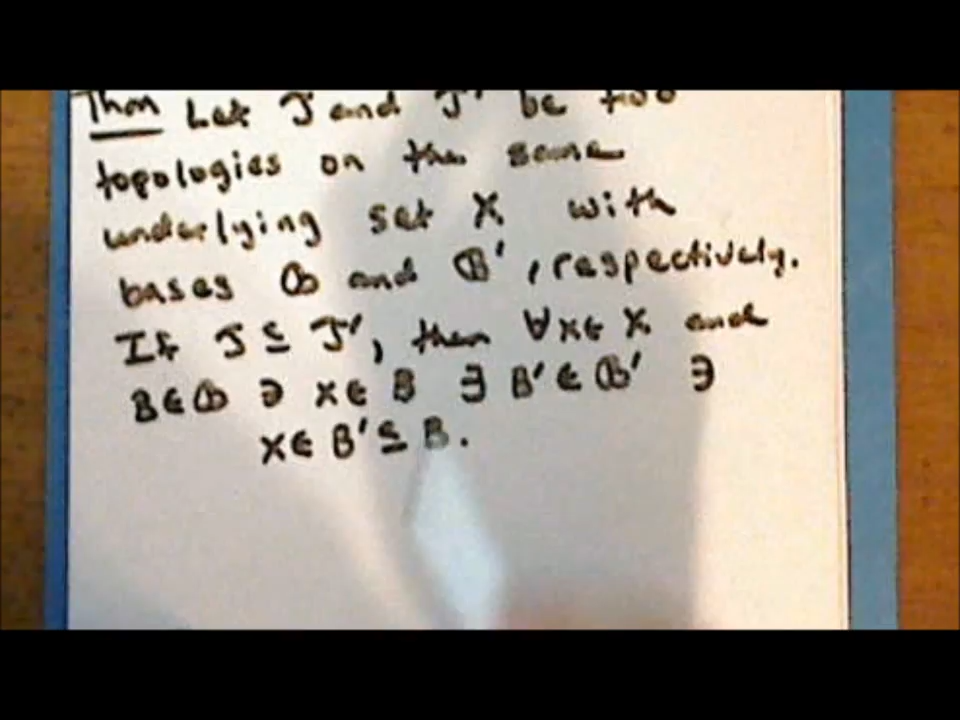 Thm Let T and T' be two
topologies on the same
underlying set X with
bases B and B', respectively.
If T ⊆ T', then ∀x∈ X and
B∈B ∋ x∈ B ∃ B'∈ B' ∋
x∈ B'⊆ B.